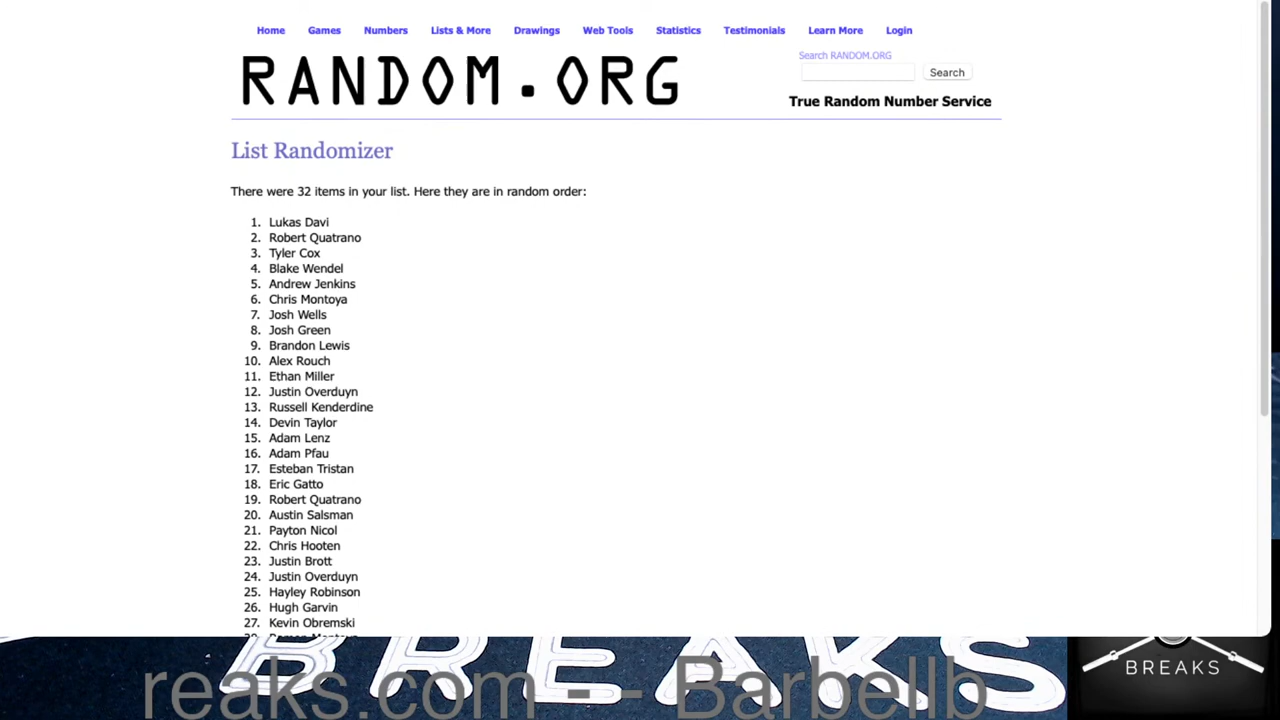 Home Games Numbers Lists & More Drawings Web Tools Statistics Testimonials Learn More Login
Search RANDOM.ORG
RANDOM.ORG
Search
True Random Number Service
List Randomizer
There were 32 items in your list. Here they are in random order:
1. Lukas Davi
2. Robert Quatrano
3. Tyler Cox
4. Blake Wendel
5. Andrew Jenkins
6. Chris Montoya
7. Josh Wells
8. Josh Green
9. Brandon Lewis
10. Alex Rouch
11. Ethan Miller
12. Justin Overduyn
13. Russell Kenderdine
14. Devin Taylor
15. Adam Lenz
16. Adam Pfau
17. Esteban Tristan
18. Eric Gatto
19. Robert Quatrano
20. Austin Salsman
21. Payton Nicol
22. Chris Hooten
23. Justin Brott
24. Justin Overduyn
25. Hayley Robinson
26. Hugh Garvin
27. Kevin Obremski
BREAKS
BREAKS
reaks.com - - Barbellb